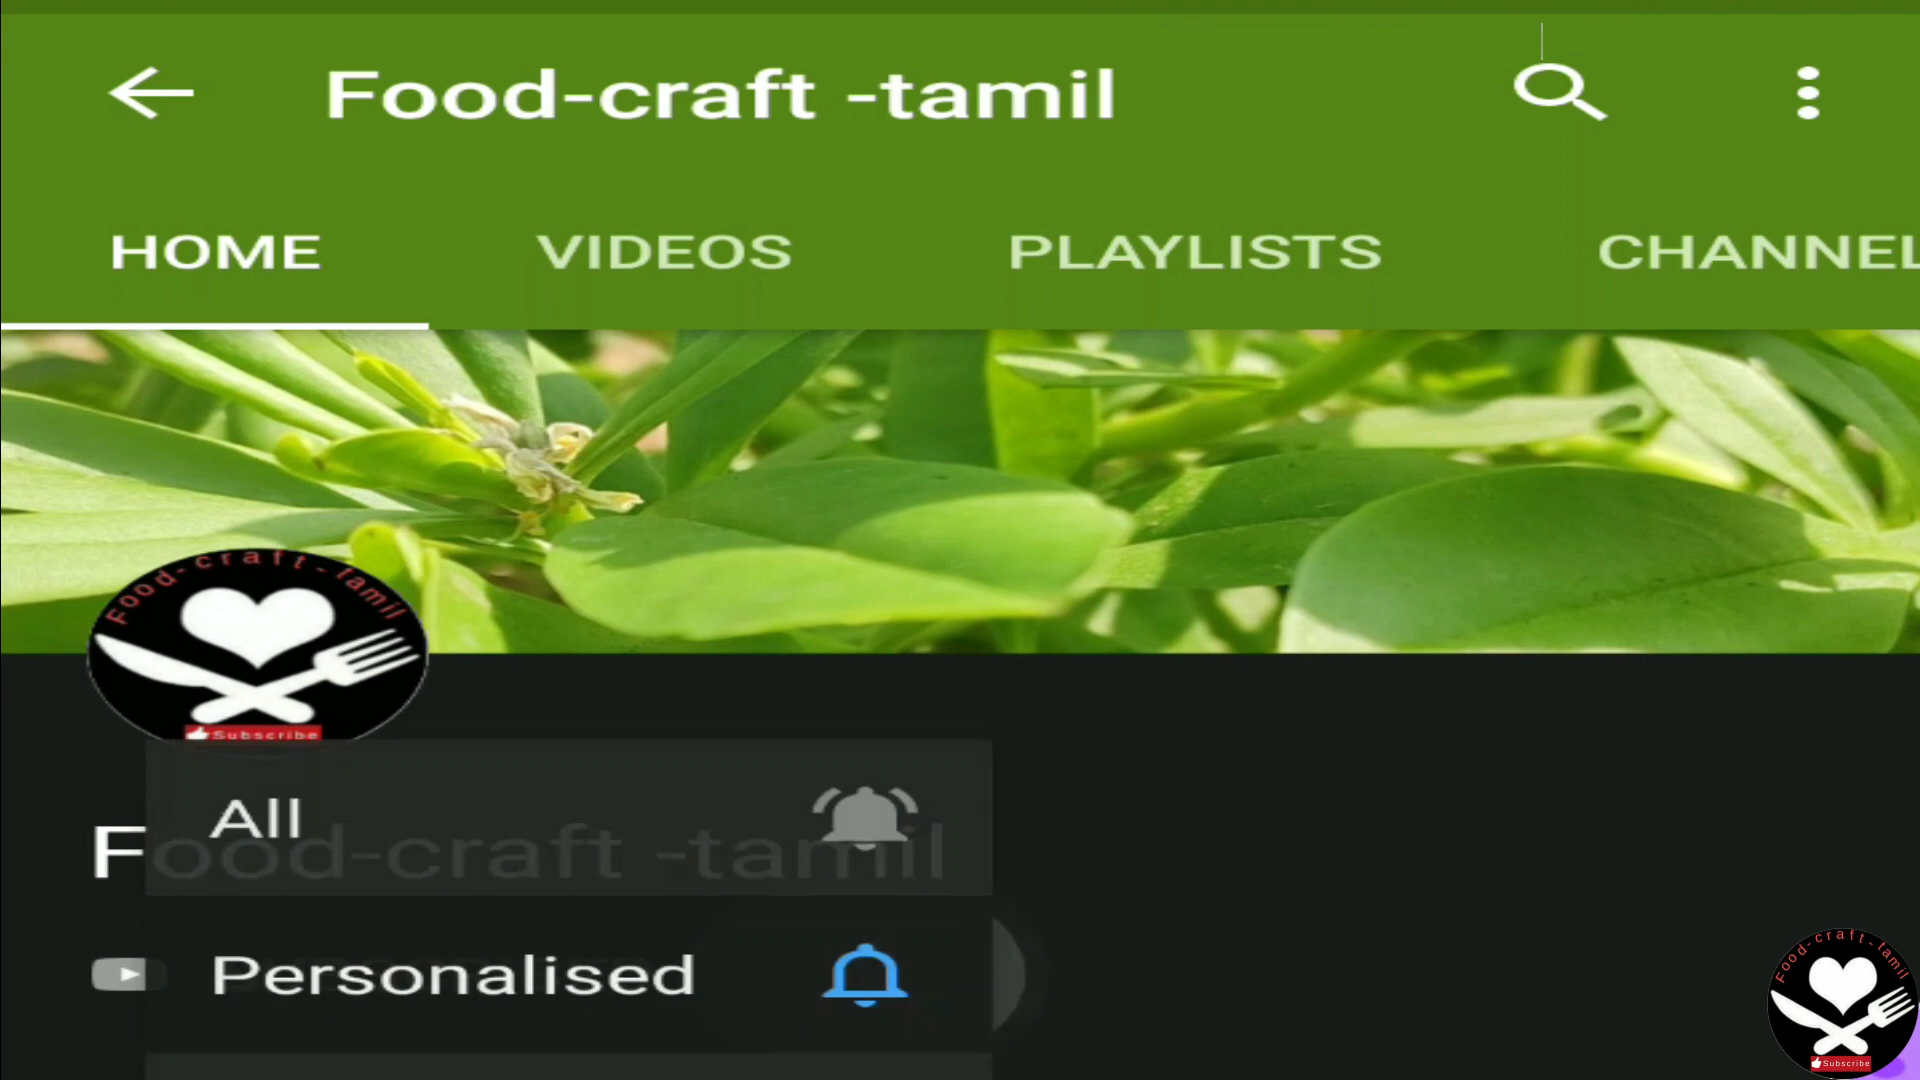 Food-craft -tamil
HOME VIDEOS PLAYLISTS CHANNEL
Food-craft-tamil
Subscribe
All
Food-craft -tamil
Personalised
Food-craft-tamil
Subscribe